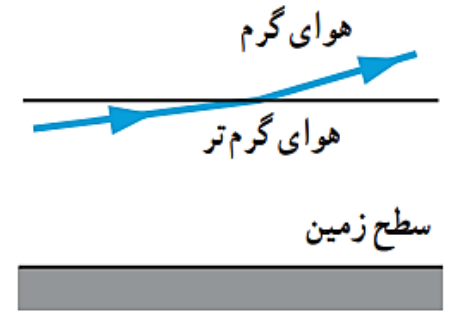 هوای گرم
هوای گرم‌تر
سطح زمین